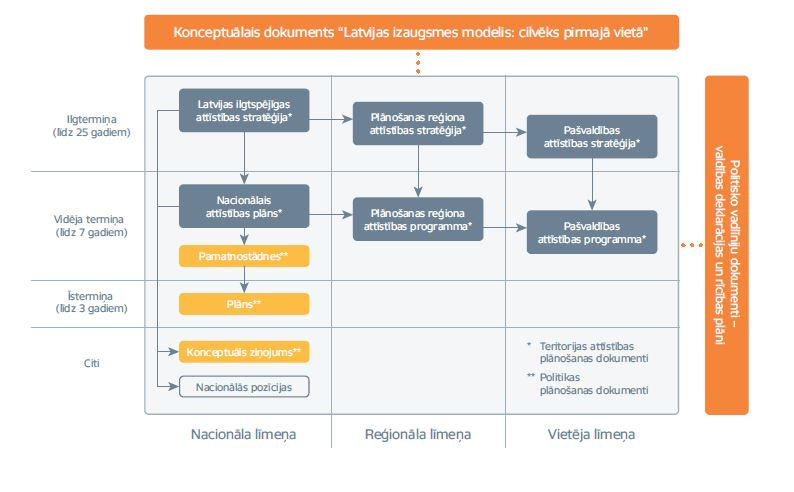 Konceptuālais dokuments “Latvijas izaugsmes modelis: cilvēks pirmajā vietā”
Ilgtermiņa
(līdz 25 gadiem)
Latvijas ilgtspējīgas
attīstības stratēģija*
Plānošanas reģiona
attīstības stratēģija*
Pašvaldības
attīstības stratēģija*
Vidēja termiņa
(līdz 7 gadiem)
Nacionālais
attīstības plāns*
Plānošanas reģiona
attīstības programma*
Pašvaldības
attīstības programma*
Pamatnostādnes**
Īstermiņa
(līdz 3 gadiem)
Plāns**
Citi
Konceptuāls ziņojums**
Nacionālās pozīcijas
* Teritorijas attīstības
plānošanas dokumenti
** Politikas
plānošanas dokumenti
Nacionāla līmeņa
Reģionāla līmeņa
Vietēja līmeņa
Politisko vadlīniju dokumenti –
valdības deklarācijas un rīcības plāni